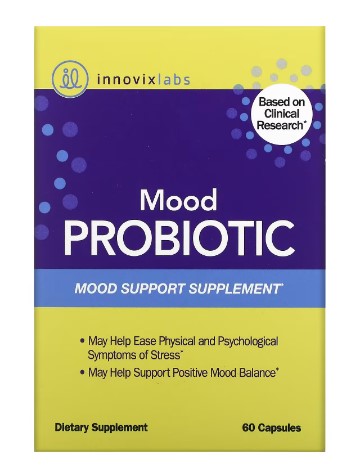 innovixlabs
Based on
Clinical
Research*
Mood
PROBIOTIC
MOOD SUPPORT SUPPLEMENT*
• May Help Ease Physical and Psychological
Symptoms of Stress*
• May Help Support Positive Mood Balance*
Dietary Supplement 60 Capsules